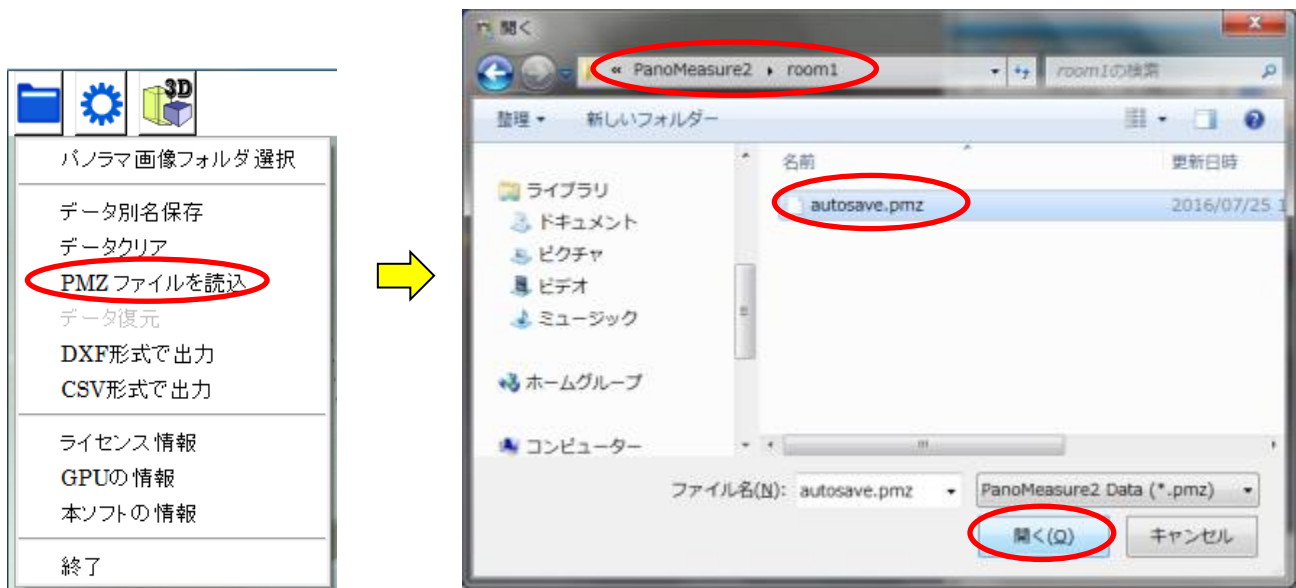 3D
パノラマ画像フォルダ選択
データ別名保存
データクリア
PMZ ファイルを読込
データ復元
DXF形式で出力
CSV形式で出力
ライセンス情報
GPUの情報
本ソフトの情報
終了
開く
« PanoMeasure2 room1
room1の検索
整理 新しいフォルダー
名前 更新日時
ライブラリ
autosave.pmz 2016/07/25 1
ドキュメント
ピクチャ
ビデオ
ミュージック
ホームグループ
コンピューター
ファイル名(N): autosave.pmz PanoMeasure2 Data (*.pmz)
開く(O) キャンセル